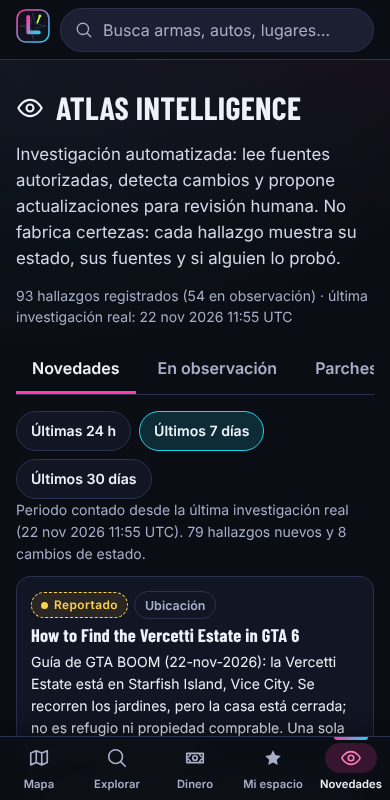 Busca armas, autos, lugares...
ATLAS INTELLIGENCE
Investigación automatizada: lee fuentes
autorizadas, detecta cambios y propone
actualizaciones para revisión humana. No
fabrica certezas: cada hallazgo muestra su
estado, sus fuentes y si alguien lo probó.
93 hallazgos registrados (54 en observación) · última
investigación real: 22 nov 2026 11:55 UTC
Novedades En observación Parches
Últimas 24 h Últimos 7 días
Últimos 30 días
Periodo contado desde la última investigación real
(22 nov 2026 11:55 UTC). 79 hallazgos nuevos y 8
cambios de estado.
Reportado Ubicación
How to Find the Vercetti Estate in GTA 6
Guía de GTA BOOM (22-nov-2026): la Vercetti
Estate está en Starfish Island, Vice City. Se
recorren los jardines, pero la casa está cerrada;
no es refugio ni propiedad comprable. Una sola
Mapa Explorar Dinero Mi espacio Novedades